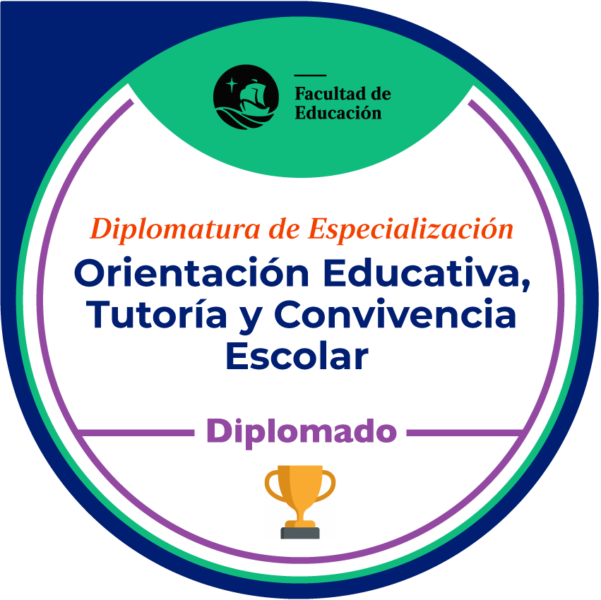 Facultad de
Educación
Diplomatura de Especialización
Orientación Educativa,
Tutoría y Convivencia
Escolar
Diplomado